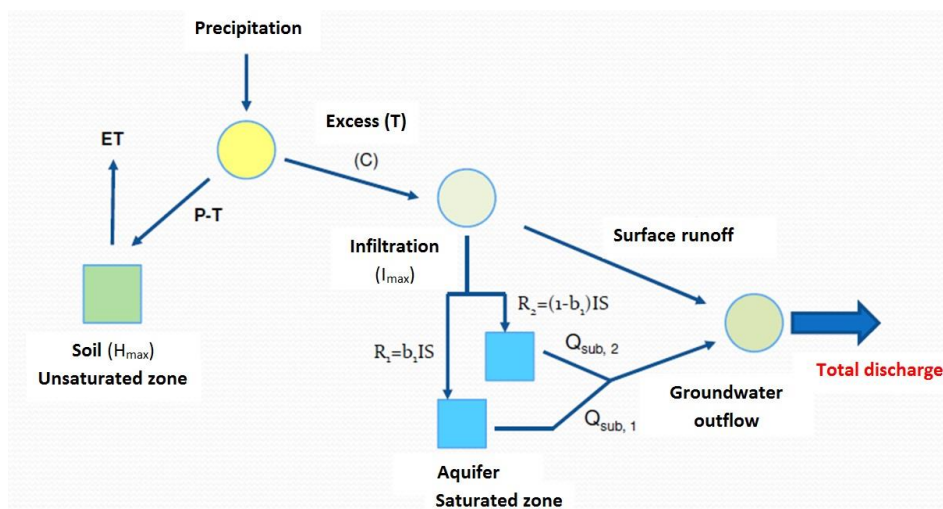 Precipitation
Excess (T)
(C)
ET
P-T
Infiltration
(Imax)
Surface runoff
R2=(1-b1)IS
R1=b1IS
Qsub, 2
Soil (Hmax)
Unsaturated zone
Total discharge
Groundwater
outflow
Qsub, 1
Aquifer
Saturated zone